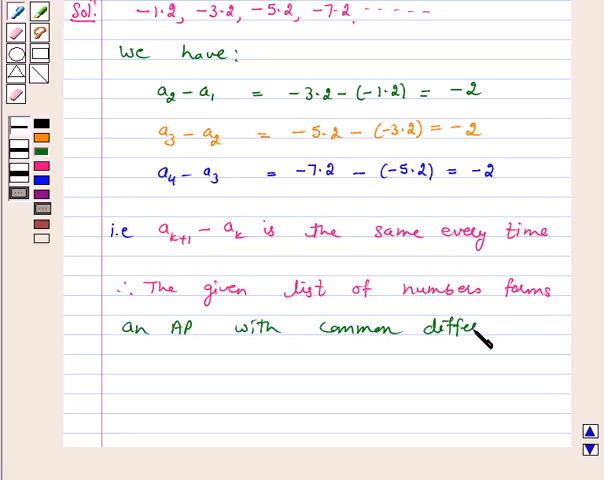 Sol: -1.2, -3.2, -5.2, -7.2, ......
We have:
a₂ - a₁ = -3.2 - (-1.2) = -2
a₃ - a₂ = -5.2 - (-3.2) = -2
a₄ - a₃ = -7.2 - (-5.2) = -2
i.e aₖ₊₁ - aₖ is the same every time
∴ The given list of numbers forms
an AP with common diffe